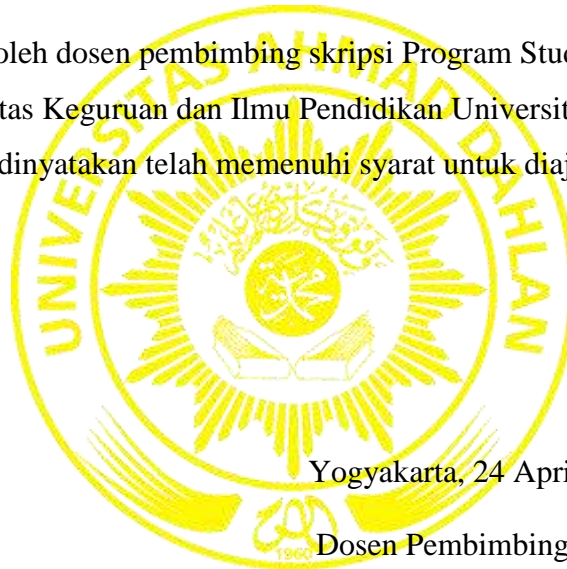 oleh dosen pembimbing skripsi Program Stud
tas Keguruan dan Ilmu Pendidikan Universit
dinyatakan telah memenuhi syarat untuk diaj
UNIVERSITAS AHMAD DAHLAN
Yogyakarta, 24 Apri
Dosen Pembimbing
1960